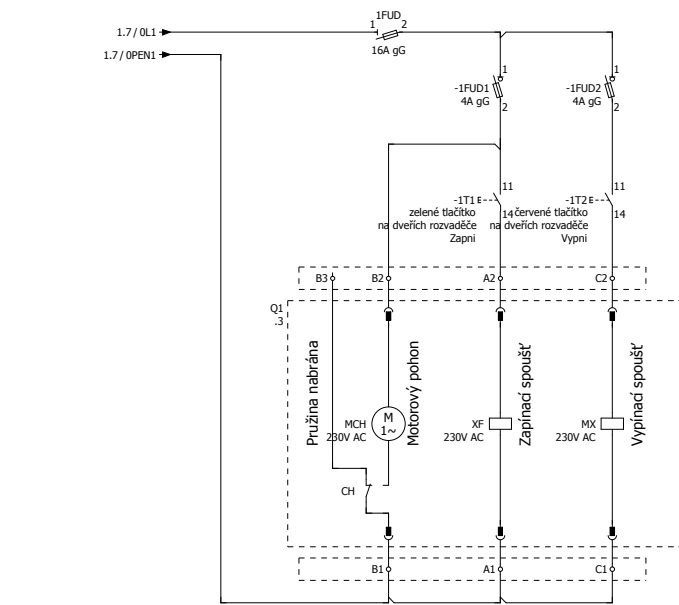 1FUD
1 2
1.7 / 0L1
16A gG
1.7 / 0PEN1
1 1
-1FUD1 -1FUD2
4A gG 4A gG
2 2
11 11
-1T1 -1T2
zelené tlačítko 14 červené tlačítko 14
na dveřích rozvaděče na dveřích rozvaděče
Zapni Vypni
B3 B2 A2 C2
Q1
.3
Pružina nabrána
Motorový pohon
Zapínací spoušť
Vypínací spoušť
MCH M XF MX
230V AC 1~ 230V AC 230V AC
CH
B1 A1 C1